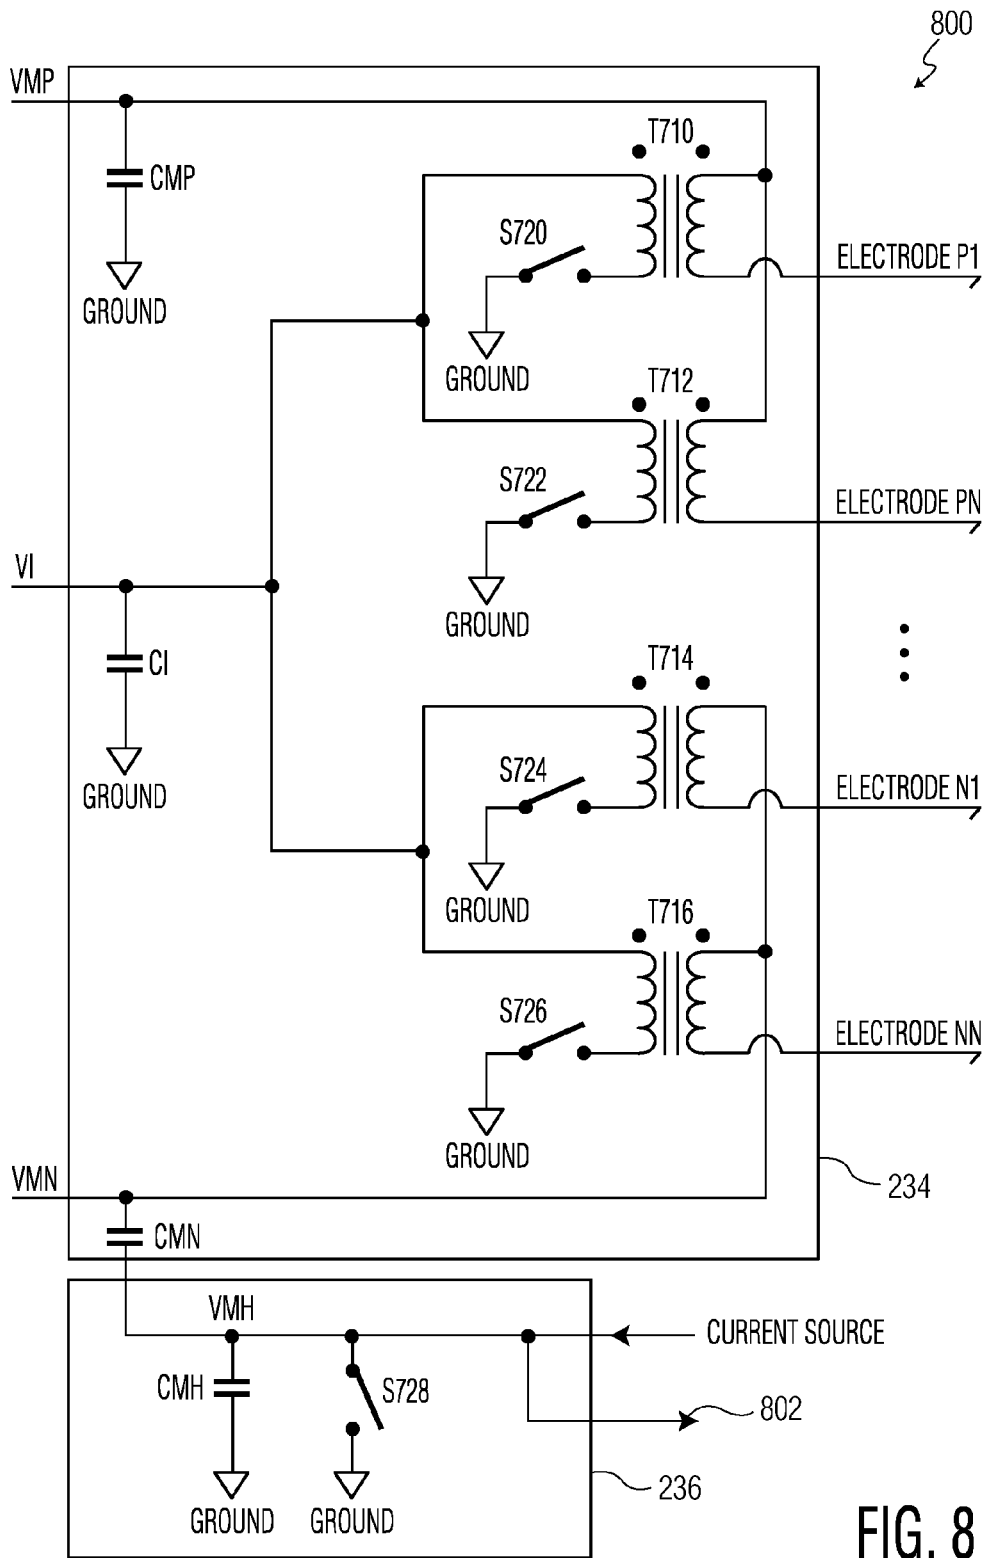 800
VMP
T710
CMP
S720
ELECTRODE P1
GROUND
GROUND
T712
S722
ELECTRODE PN
VI
GROUND
CI
T714
S724
ELECTRODE N1
GROUND
GROUND
T716
S726
ELECTRODE NN
GROUND
VMN
234
CMN
VMH
CURRENT SOURCE
CMH
S728
802
236
GROUND
GROUND
FIG. 8